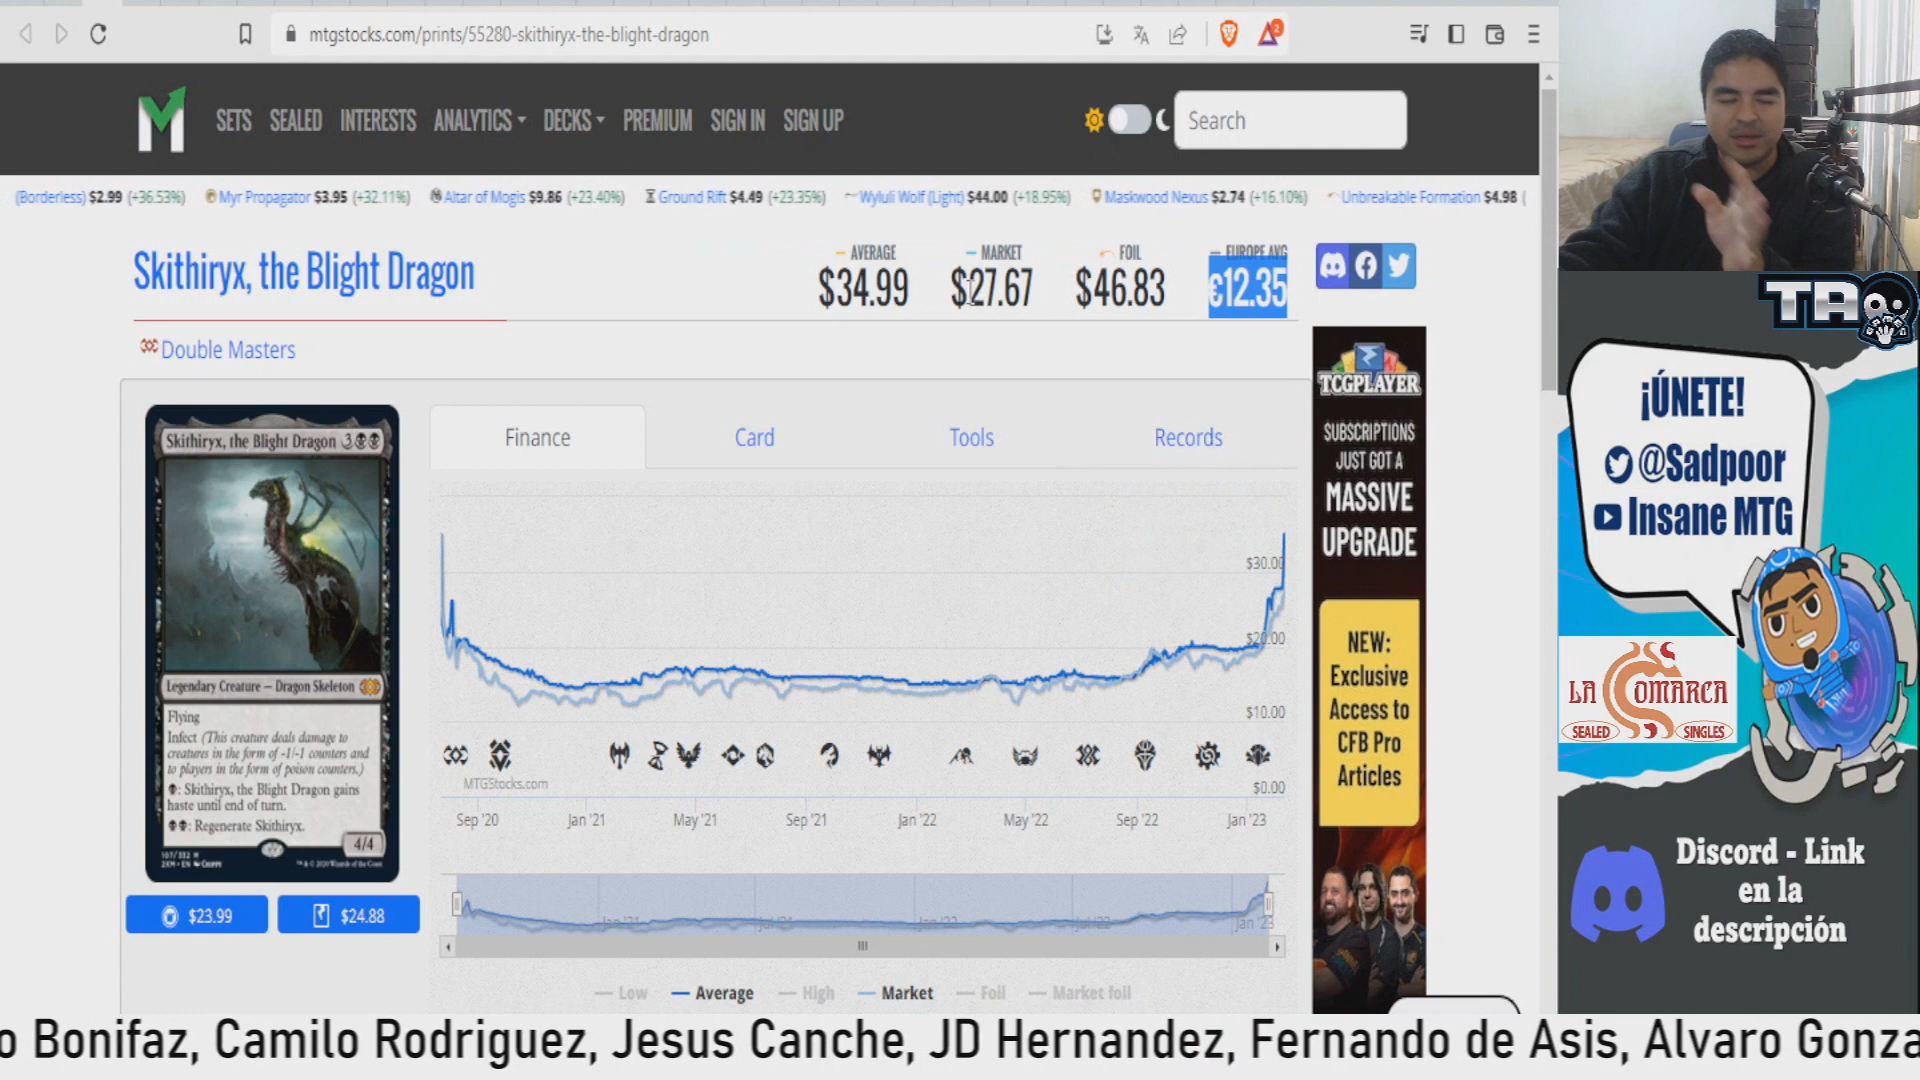 mtgstocks.com/prints/55280-skithiryx-the-blight-dragon
2
M SETS SEALED INTERESTS ANALYTICS DECKS PREMIUM SIGN IN SIGN UP
Search
(Borderless) $2.99 (+36.53%) Myr Propagator $3.95 (+32.11%) Altar of Mogis $9.86 (+23.40%) Ground Rift $4.49 (+23.35%) Wyluli Wolf (Light) $44.00 (+18.95%) Maskwood Nexus $2.74 (+16.10%) Unbreakable Formation $4.98 (
Skithiryx, the Blight Dragon
AVERAGE MARKET FOIL EUROPE AVG
$34.99 $27.67 $46.83 €12.35
Double Masters
Skithiryx, the Blight Dragon 3
Legendary Creature — Dragon Skeleton
Flying
Infect (This creature deals damage to
creatures in the form of -1/-1 counters and
to players in the form of poison counters.)
: Skithiryx, the Blight Dragon gains
haste until end of turn.
: Regenerate Skithiryx.
4/4
107/332 M
$23.99 $24.88
Finance Card Tools Records
$30.00
$20.00
$10.00
$0.00
MTGStocks.com
Sep '20 Jan '21 May '21 Sep '21 Jan '22 May '22 Sep '22 Jan '23
Low Average High Market Foil Market foil
TCGPLAYER
SUBSCRIPTIONS
JUST GOT A
MASSIVE
UPGRADE
NEW:
Exclusive
Access to
CFB Pro
Articles
TAO
¡ÚNETE!
@Sadpoor
Insane MTG
LA COMARCA
SEALED SINGLES
Discord - Link
en la
descripción
o Bonifaz, Camilo Rodriguez, Jesus Canche, JD Hernandez, Fernando de Asis, Alvaro Gonza